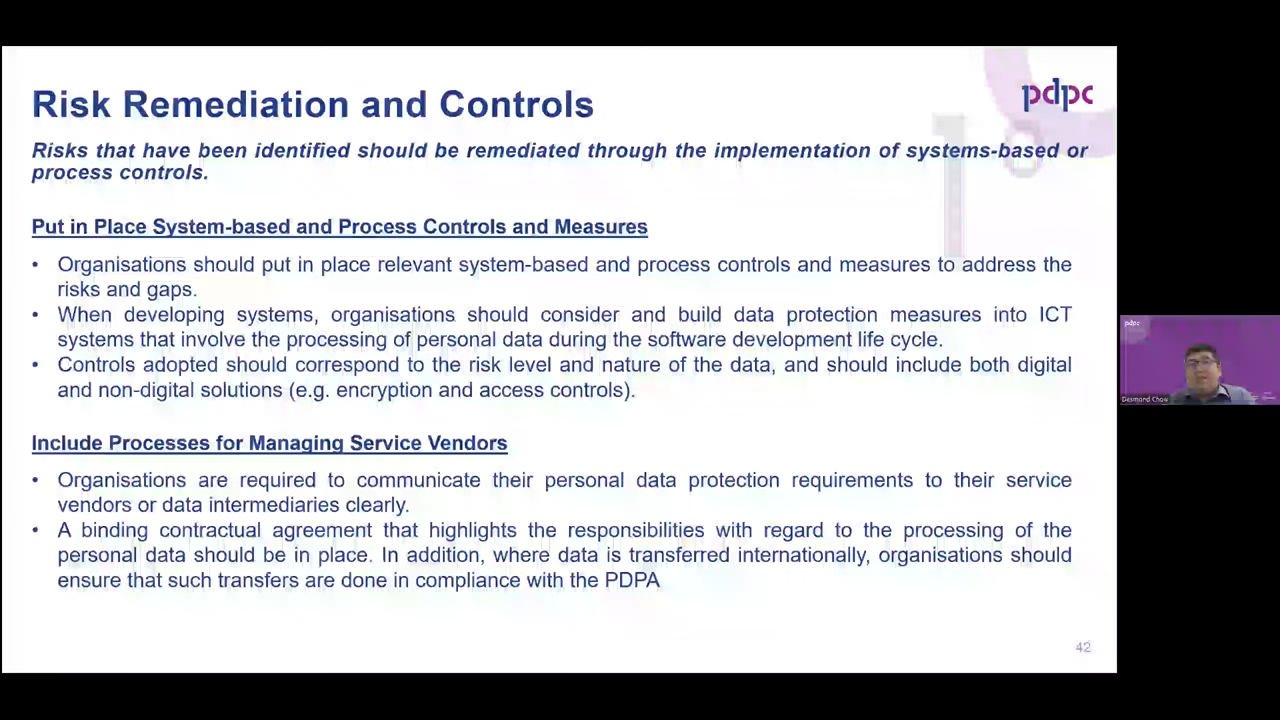 Risk Remediation and Controls
pdpc
Risks that have been identified should be remediated through the implementation of systems-based or
process controls.
Put in Place System-based and Process Controls and Measures
• Organisations should put in place relevant system-based and process controls and measures to address the
risks and gaps.
• When developing systems, organisations should consider and build data protection measures into ICT
systems that involve the processing of personal data during the software development life cycle.
• Controls adopted should correspond to the risk level and nature of the data, and should include both digital
and non-digital solutions (e.g. encryption and access controls).
Include Processes for Managing Service Vendors
• Organisations are required to communicate their personal data protection requirements to their service
vendors or data intermediaries clearly.
• A binding contractual agreement that highlights the responsibilities with regard to the processing of the
personal data should be in place. In addition, where data is transferred internationally, organisations should
ensure that such transfers are done in compliance with the PDPA
42
pdpc
Desmond Chow